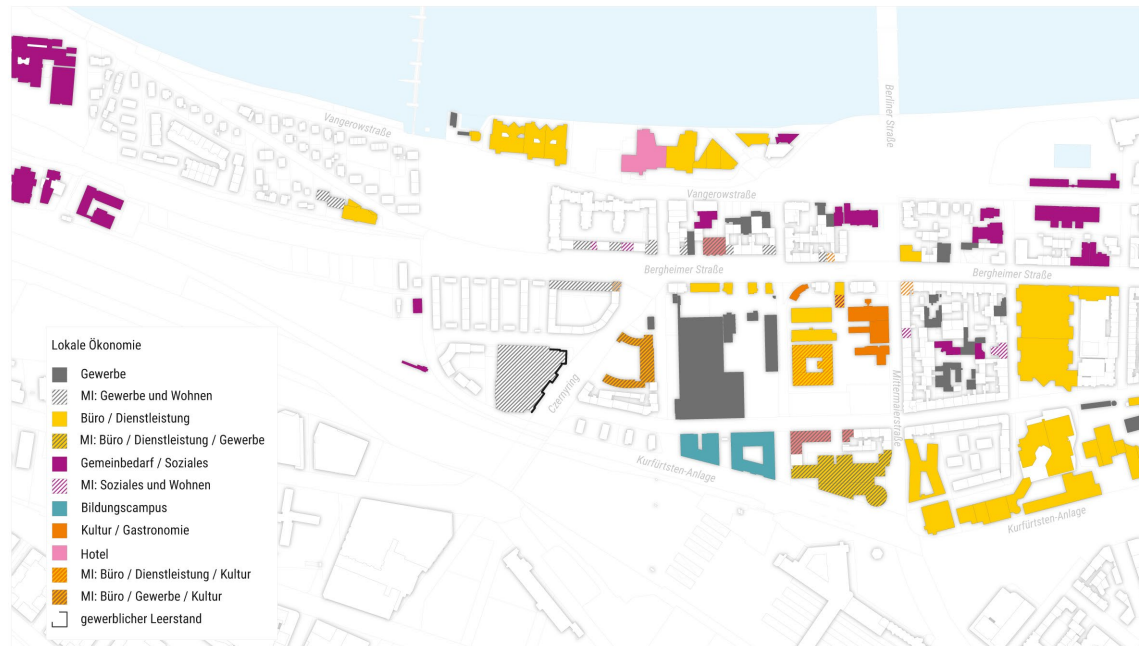 Vangerowstraße
Berliner Straße
Vangerowstraße
Bergheimer Straße
Bergheimer Straße
Czernyring
Mittermaierstraße
Kurfürtsten-Anlage
Kurfürtsten-Anlage
Lokale Ökonomie
Gewerbe
MI: Gewerbe und Wohnen
Büro / Dienstleistung
MI: Büro / Dienstleistung / Gewerbe
Gemeinbedarf / Soziales
MI: Soziales und Wohnen
Bildungscampus
Kultur / Gastronomie
Hotel
MI: Büro / Dienstleistung / Kultur
MI: Büro / Gewerbe / Kultur
gewerblicher Leerstand